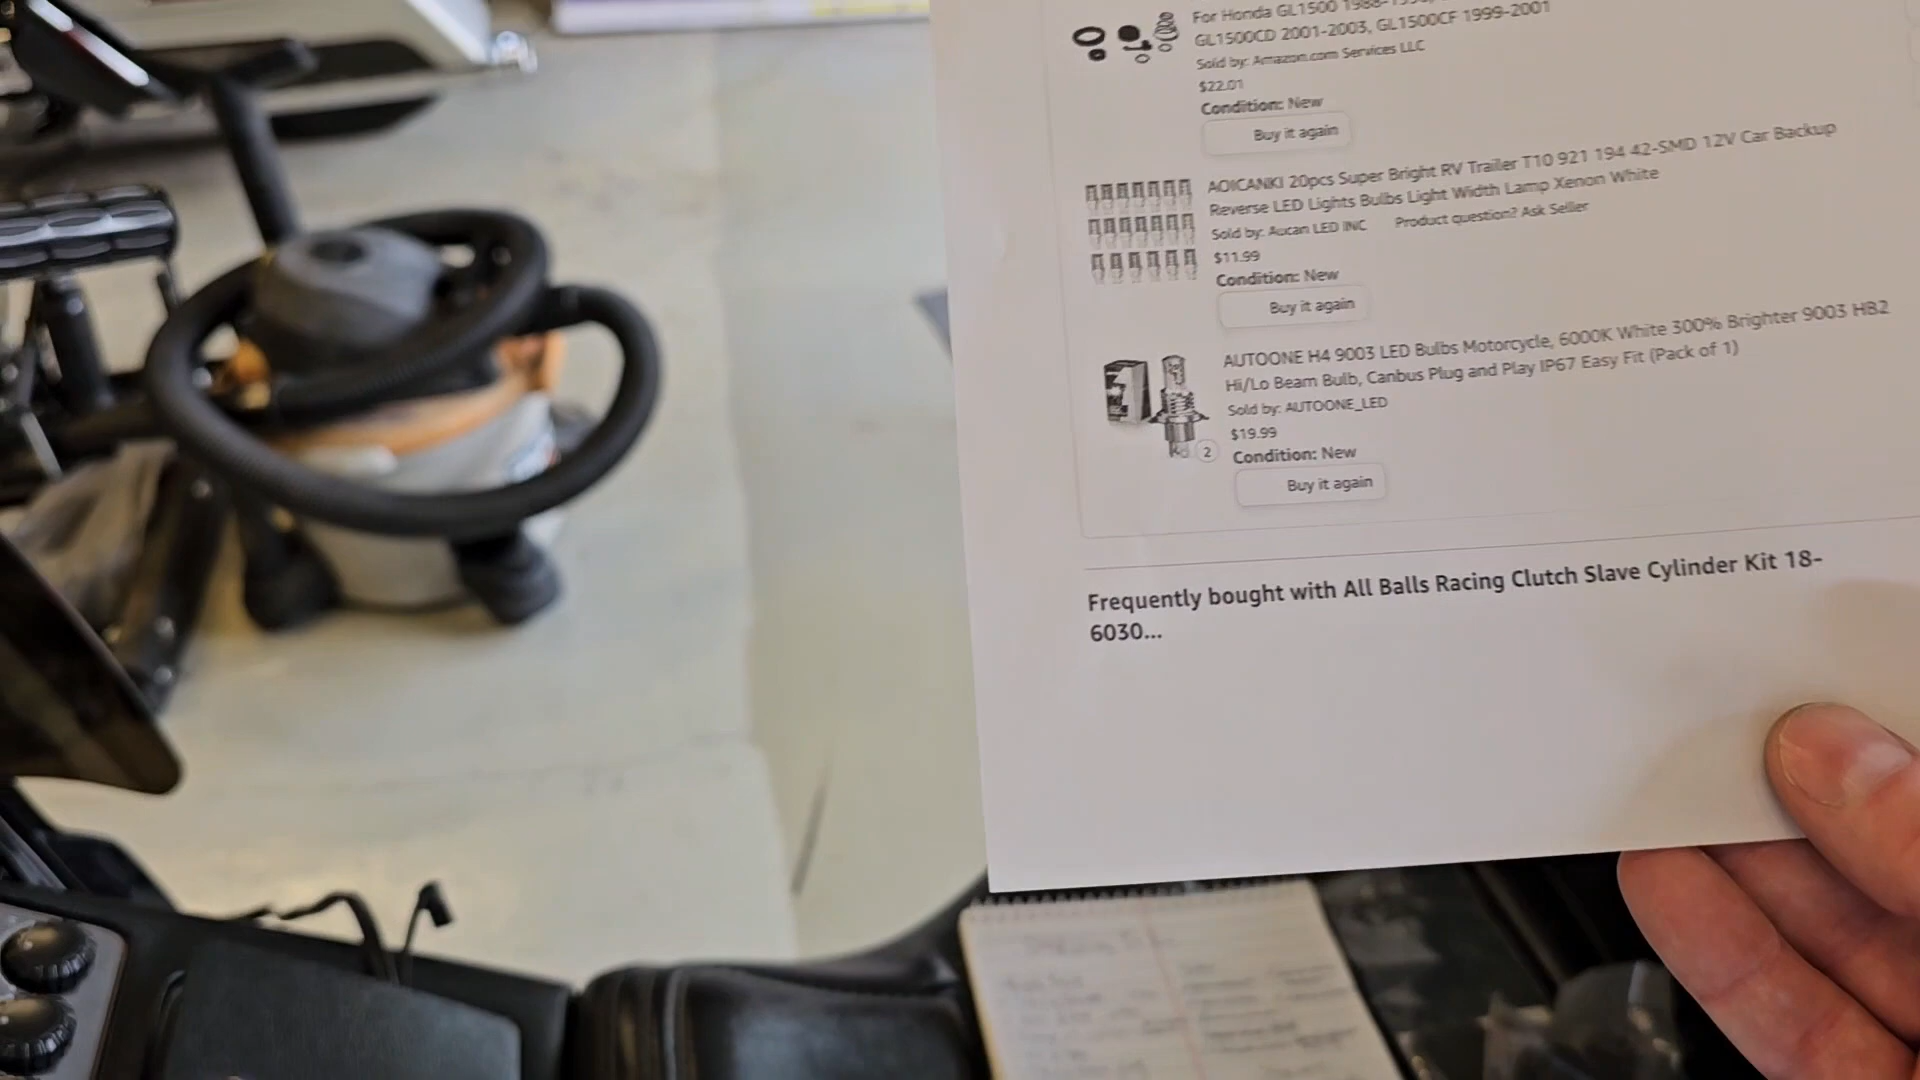 For Honda GL1500 1988-
GL1500CD 2001-2003, GL1500CF 1999-2001
Sold by: Amazon.com Services LLC
$22.01
Condition: New
Buy it again
AOICANKI 20pcs Super Bright RV Trailer T10 921 194 42-SMD 12V Car Backup
Reverse LED Lights Bulbs Light Width Lamp Xenon White
Sold by: Aucan LED INC Product question? Ask Seller
$11.99
Condition: New
Buy it again
AUTOONE H4 9003 LED Bulbs Motorcycle, 6000K White 300% Brighter 9003 HB2
Hi/Lo Beam Bulb, Canbus Plug and Play IP67 Easy Fit (Pack of 1)
Sold by: AUTOONE_LED
$19.99
2
Condition: New
Buy it again
Frequently bought with All Balls Racing Clutch Slave Cylinder Kit 18-
6030...